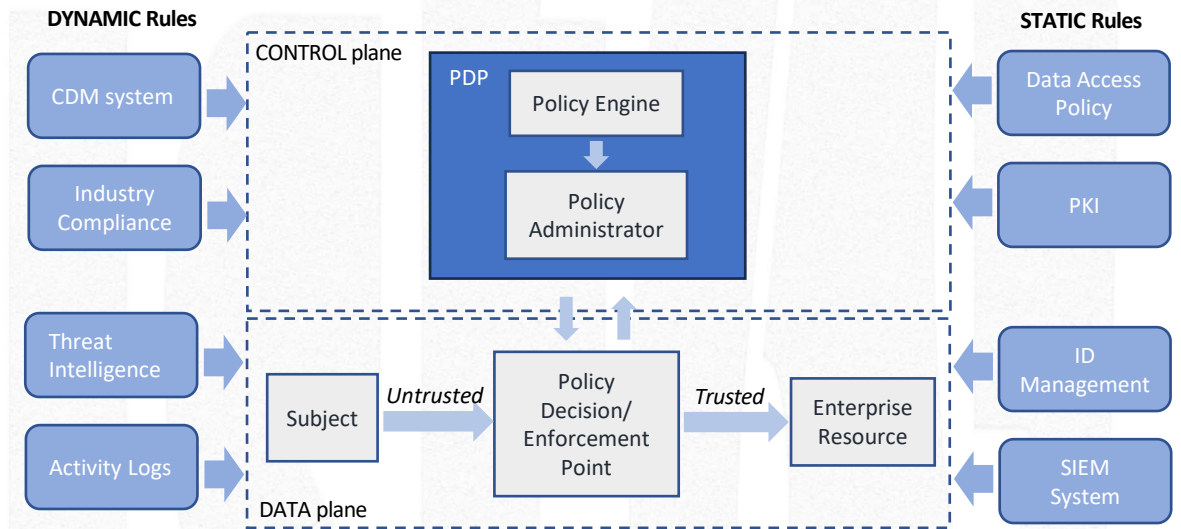 DYNAMIC Rules
STATIC Rules
CONTROL plane
CDM system
PDP
Policy Engine
Data Access
Policy
Industry
Compliance
Policy
Administrator
PKI
Threat
Intelligence
Subject
Untrusted
Policy
Decision/
Enforcement
Point
Trusted
Enterprise
Resource
ID
Management
Activity Logs
SIEM
System
DATA plane